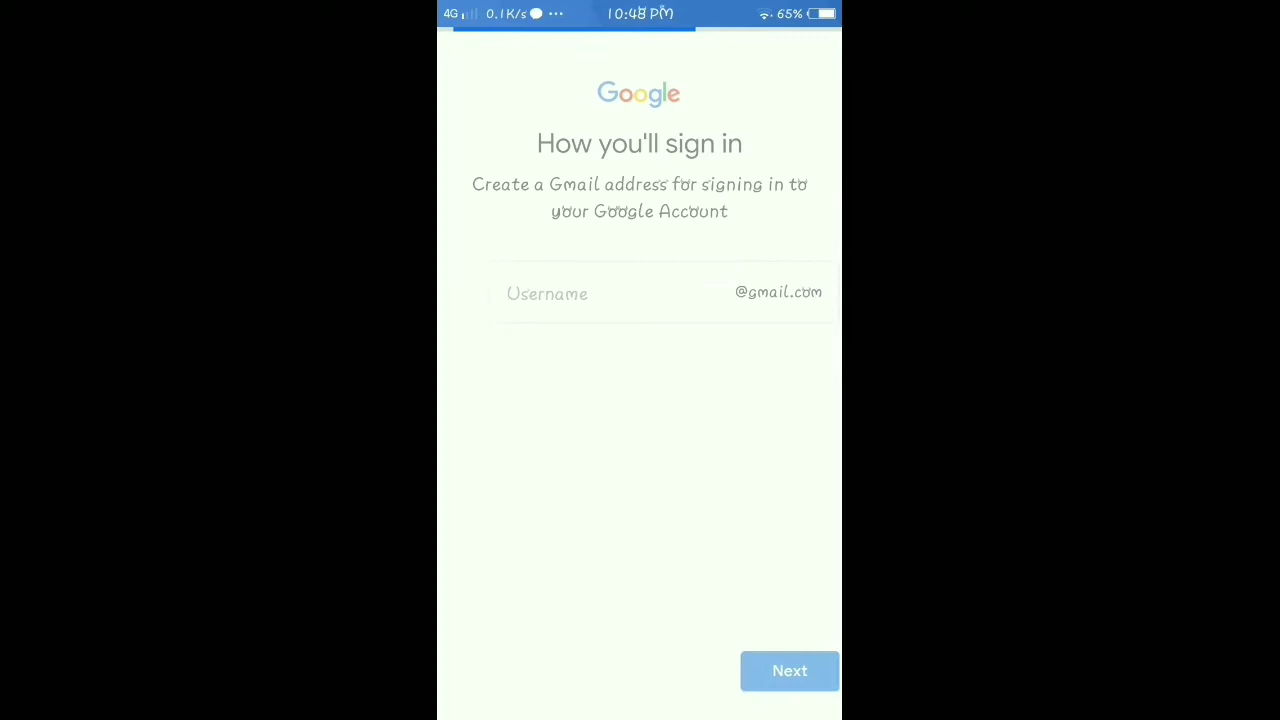 4G 0.1K/s ... 10:48 PM 65%
Google
How you'll sign in
Create a Gmail address for signing in to
your Google Account
Username @gmail.com
Next